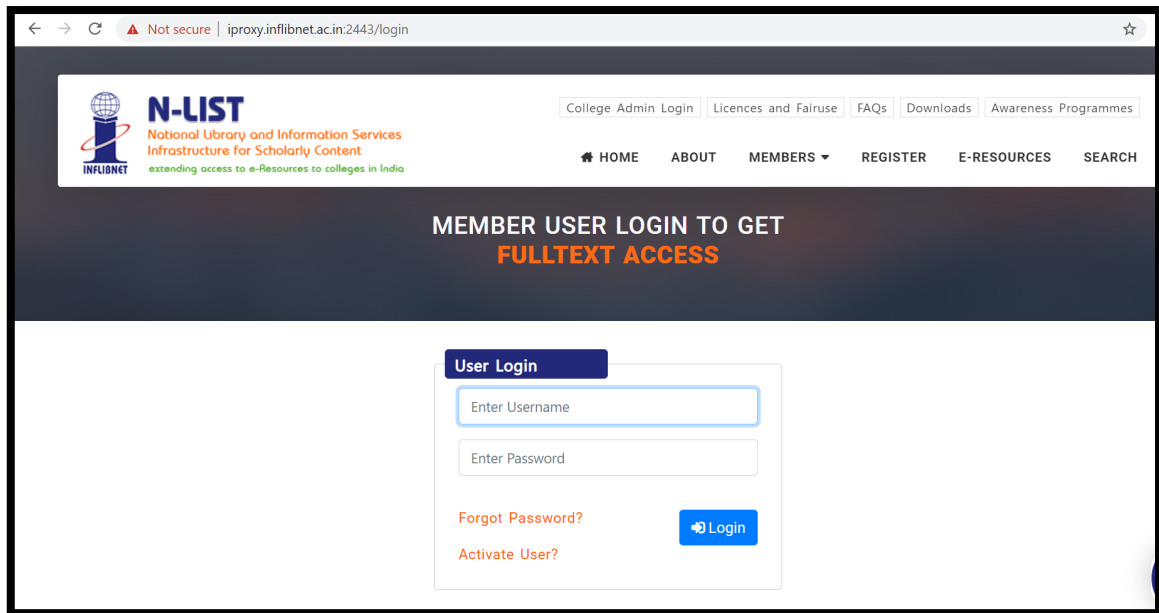 Not secure | iproxy.inflibnet.ac.in:2443/login
N-LIST
National Library and Information Services
Infrastructure for Scholarly Content
extending access to e-Resources to colleges in India
INFLIBNET
College Admin Login Licences and Fairuse FAQs Downloads Awareness Programmes
HOME ABOUT MEMBERS REGISTER E-RESOURCES SEARCH
MEMBER USER LOGIN TO GET
FULLTEXT ACCESS
User Login
Enter Username
Enter Password
Forgot Password?
Login
Activate User?